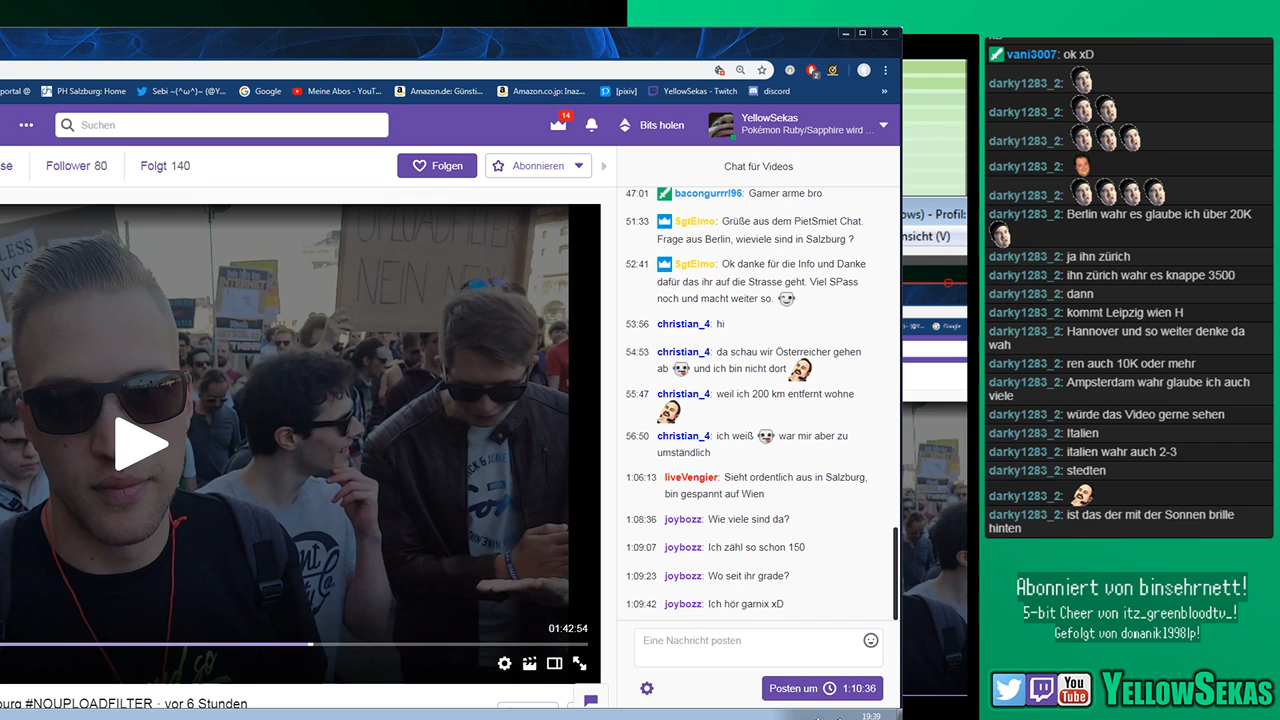 portal @
PH Salzburg: Home
Sebi ~(^ω^)~ (@Y...
Google
Meine Abos - YouT...
Amazon.de: Günsti...
Amazon.co.jp: Inaz...
[pixiv]
YellowSekas - Twitch
discord
»
Suchen
14
Bits holen
YellowSekas
Pokémon Ruby/Sapphire wird ...
se
Follower 80
Folgt 140
Folgen
Abonnieren
Chat für Videos
47:01 bacongurrrl96: Gamer arme bro
51:33 SgtElmo: Grüße aus dem PietSmiet Chat.
Frage aus Berlin, wieviele sind in Salzburg ?
52:41 SgtElmo: Ok danke für die Info und Danke
dafür das ihr auf die Strasse geht. Viel SPass
noch und macht weiter so.
53:56 christian_4: hi
54:53 christian_4: da schau wir Österreicher gehen
ab und ich bin nicht dort
55:47 christian_4: weil ich 200 km entfernt wohne
56:50 christian_4: ich weiß war mir aber zu
umständlich
1:06:13 liveVengier: Sieht ordentlich aus in Salzburg,
bin gespannt auf Wien
1:08:36 joybozz: Wie viele sind da?
1:09:07 joybozz: Ich zähl so schon 150
1:09:23 joybozz: Wo seit ihr grade?
1:09:42 joybozz: Ich hör garnix xD
Eine Nachricht posten
Posten um 1:10:36
01:42:54
burg #NOUPLOADFILTER · vor 6 Stunden
19:39
ows) - Profil:
nsicht (V)
Google
vani3007: ok xD
darky1283_2:
darky1283_2:
darky1283_2:
darky1283_2:
darky1283_2:
darky1283_2: Berlin wahr es glaube ich über 20K
darky1283_2: ja ihn zürich
darky1283_2: ihn zürich wahr es knappe 3500
darky1283_2: dann
darky1283_2: kommt Leipzig wien H
darky1283_2: Hannover und so weiter denke da
wah
darky1283_2: ren auch 10K oder mehr
darky1283_2: Ampsterdam wahr glaube ich auch
viele
darky1283_2: würde das Video gerne sehen
darky1283_2: Italien
darky1283_2: italien wahr auch 2-3
darky1283_2: stedten
darky1283_2:
darky1283_2: ist das der mit der Sonnen brille
hinten
Abonniert von binsehrnett!
5-bit Cheer von itz_greenbloodtv_!
Gefolgt von domanik1998lp!
You
Tube
YELLOWSEKAS